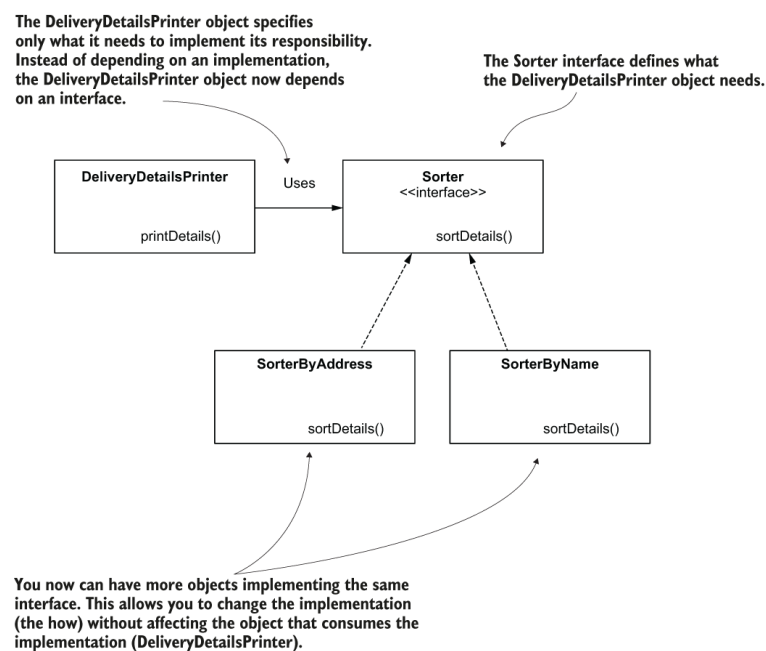 The DeliveryDetailsPrinter object specifies
only what it needs to implement its responsibility.
Instead of depending on an implementation,
the DeliveryDetailsPrinter object now depends
on an interface.
The Sorter interface defines what
the DeliveryDetailsPrinter object needs.
DeliveryDetailsPrinter
printDetails()
Uses
Sorter
<<interface>>
sortDetails()
SorterByAddress
sortDetails()
SorterByName
sortDetails()
You now can have more objects implementing the same
interface. This allows you to change the implementation
(the how) without affecting the object that consumes the
implementation (DeliveryDetailsPrinter).